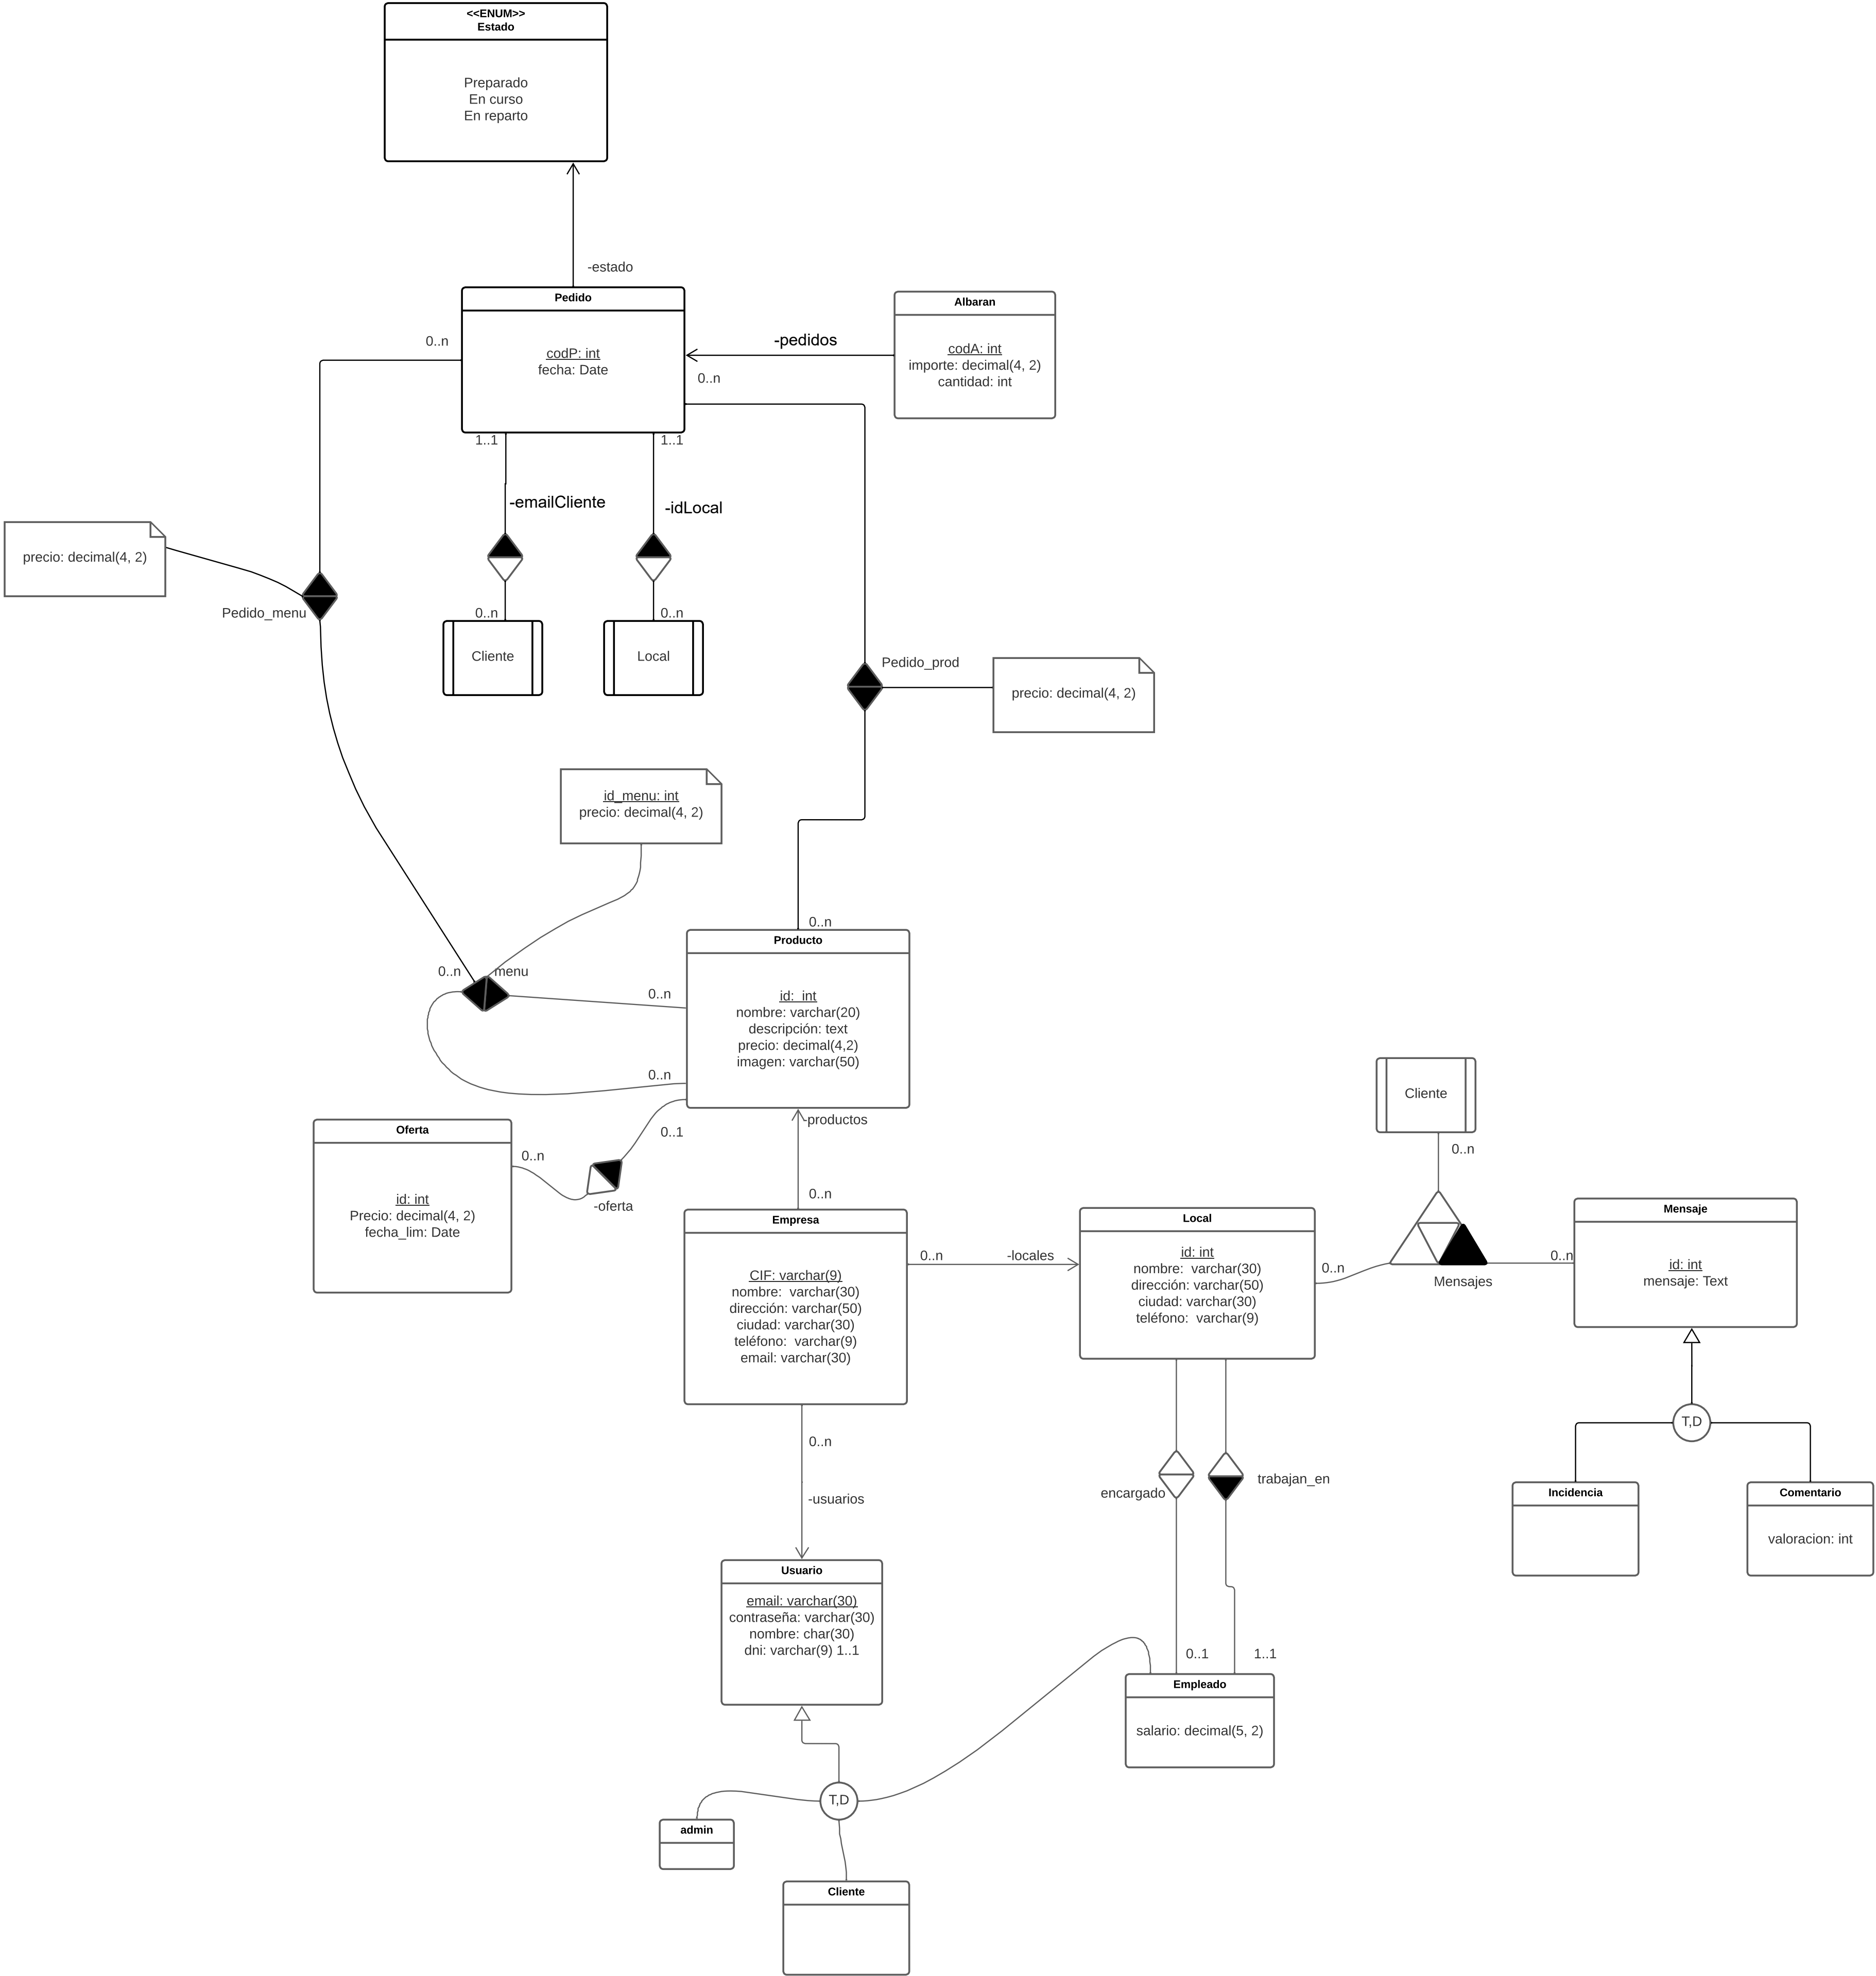 <<ENUM>>
Estado
Preparado
En curso
En reparto
-estado
Pedido
codP: int
fecha: Date
0..n
-pedidos
0..n
Albaran
codA: int
importe: decimal(4, 2)
cantidad: int
1..1
1..1
-emailCliente
-idLocal
precio: decimal(4, 2)
Pedido_menu
0..n
0..n
Cliente
Local
Pedido_prod
precio: decimal(4, 2)
id_menu: int
precio: decimal(4, 2)
0..n
menu
0..n
0..n
0..n
Producto
id:  int
nombre: varchar(20)
descripción: text
precio: decimal(4,2)
imagen: varchar(50)
-productos
0..1
0..n
-oferta
Oferta
id: int
Precio: decimal(4, 2)
fecha_lim: Date
0..n
Empresa
CIF: varchar(9)
nombre:  varchar(30)
dirección: varchar(50)
ciudad: varchar(30)
teléfono:  varchar(9)
email: varchar(30)
0..n
-locales
Local
id: int
nombre:  varchar(30)
dirección: varchar(50)
ciudad: varchar(30)
teléfono:  varchar(9)
Cliente
0..n
0..n
0..n
Mensajes
Mensaje
id: int
mensaje: Text
T,D
Incidencia
Comentario
valoracion: int
encargado
trabajan_en
0..n
-usuarios
Usuario
email: varchar(30)
contraseña: varchar(30)
nombre: char(30)
dni: varchar(9) 1..1
0..1
1..1
Empleado
salario: decimal(5, 2)
T,D
admin
Cliente